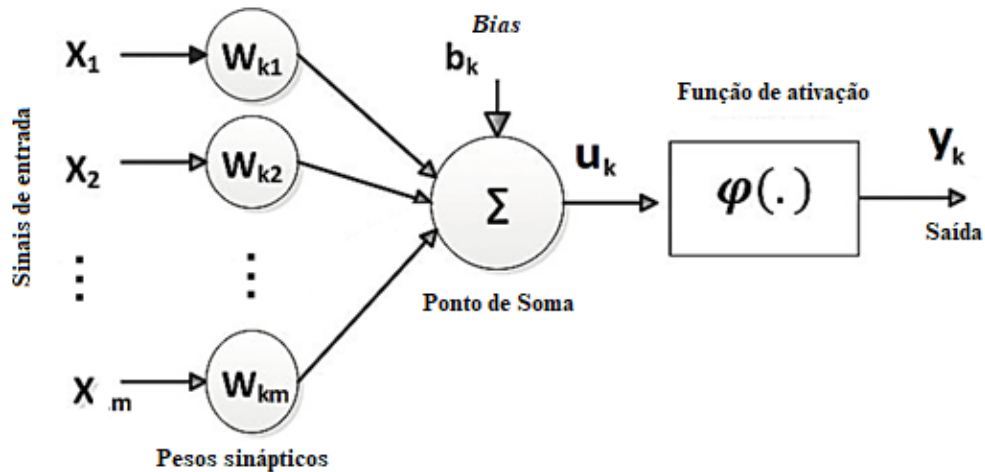 Sinais de entrada
X1
X2
X.m
Wk1
Wk2
Wkm
Pesos sinápticos
Bias
bk
Σ
Ponto de Soma
uk
Função de ativação
φ(.)
yk
Saída